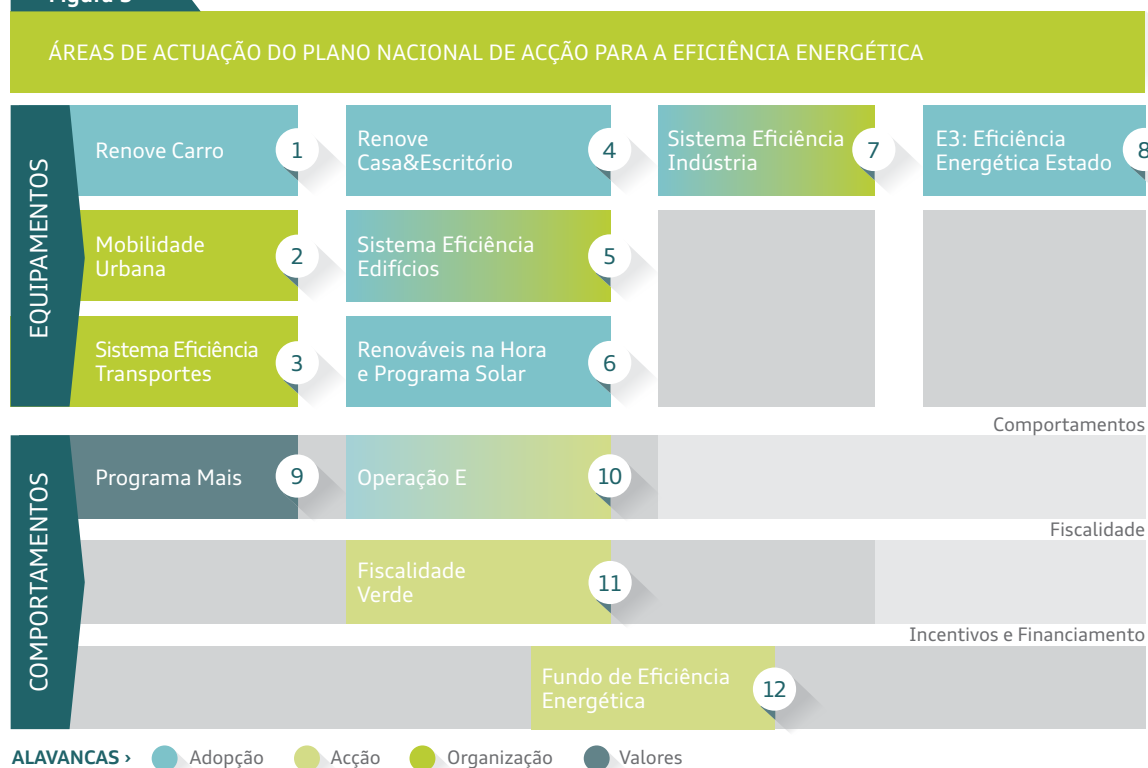 Figura 3
ÁREAS DE ACTUAÇÃO DO PLANO NACIONAL DE ACÇÃO PARA A EFICIÊNCIA ENERGÉTICA
EQUIPAMENTOS
Renove Carro
1
Renove
Casa&Escritório
4
Sistema Eficiência
Indústria
7
E3: Eficiência
Energética Estado
8
Mobilidade
Urbana
2
Sistema Eficiência
Edifícios
5
Sistema Eficiência
Transportes
3
Renováveis na Hora
e Programa Solar
6
COMPORTAMENTOS
Comportamentos
Programa Mais
9
Operação E
10
Fiscalidade
Fiscalidade
Verde
11
Incentivos e Financiamento
Fundo de Eficiência
Energética
12
ALAVANCAS › Adopção Acção Organização Valores